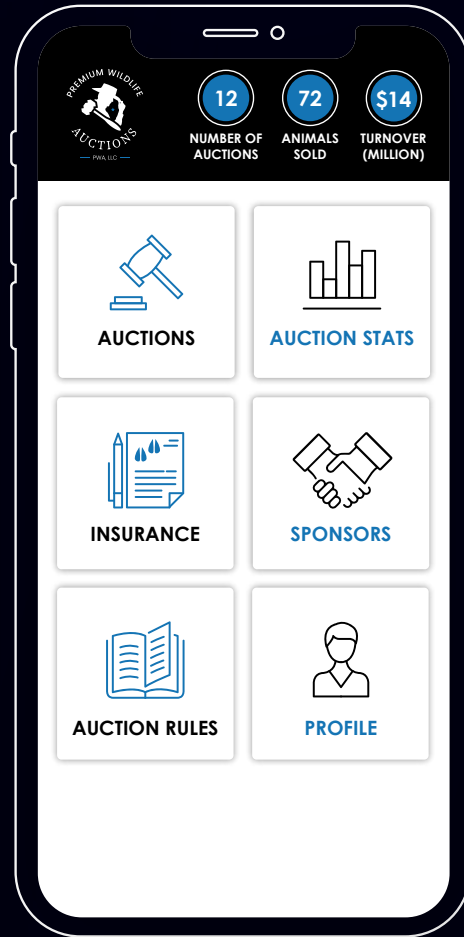 PREMIUM WILDLIFE
AUCTIONS
PWA, LLC
12
NUMBER OF
AUCTIONS
72
ANIMALS
SOLD
$14
TURNOVER
(MILLION)
AUCTIONS
AUCTION STATS
INSURANCE
SPONSORS
AUCTION RULES
PROFILE